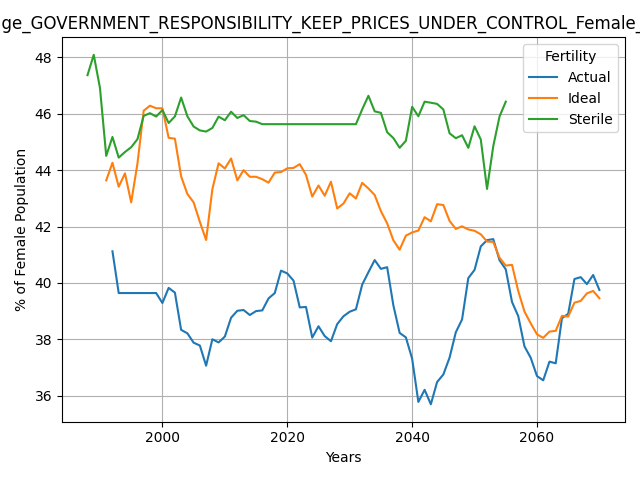 ge_GOVERNMENT_RESPONSIBILITY_KEEP_PRICES_UNDER_CONTROL_Female_
Fertility
Actual
Ideal
Sterile
% of Female Population
48
46
44
42
40
38
36
2000
2020
2040
2060
Years